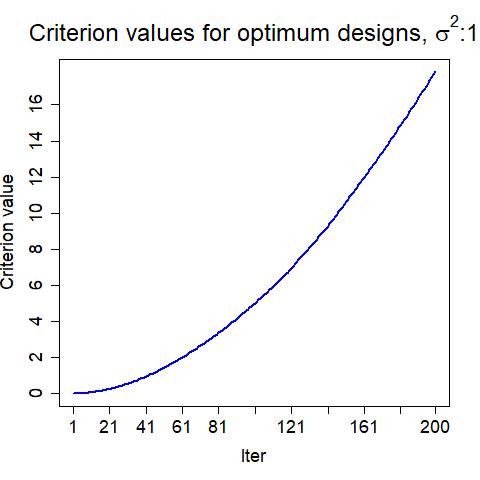 Criterion values for optimum designs, σ²:1
Criterion value
16
14
12
10
8
6
4
2
0
1 21 41 61 81 121 161 200
Iter